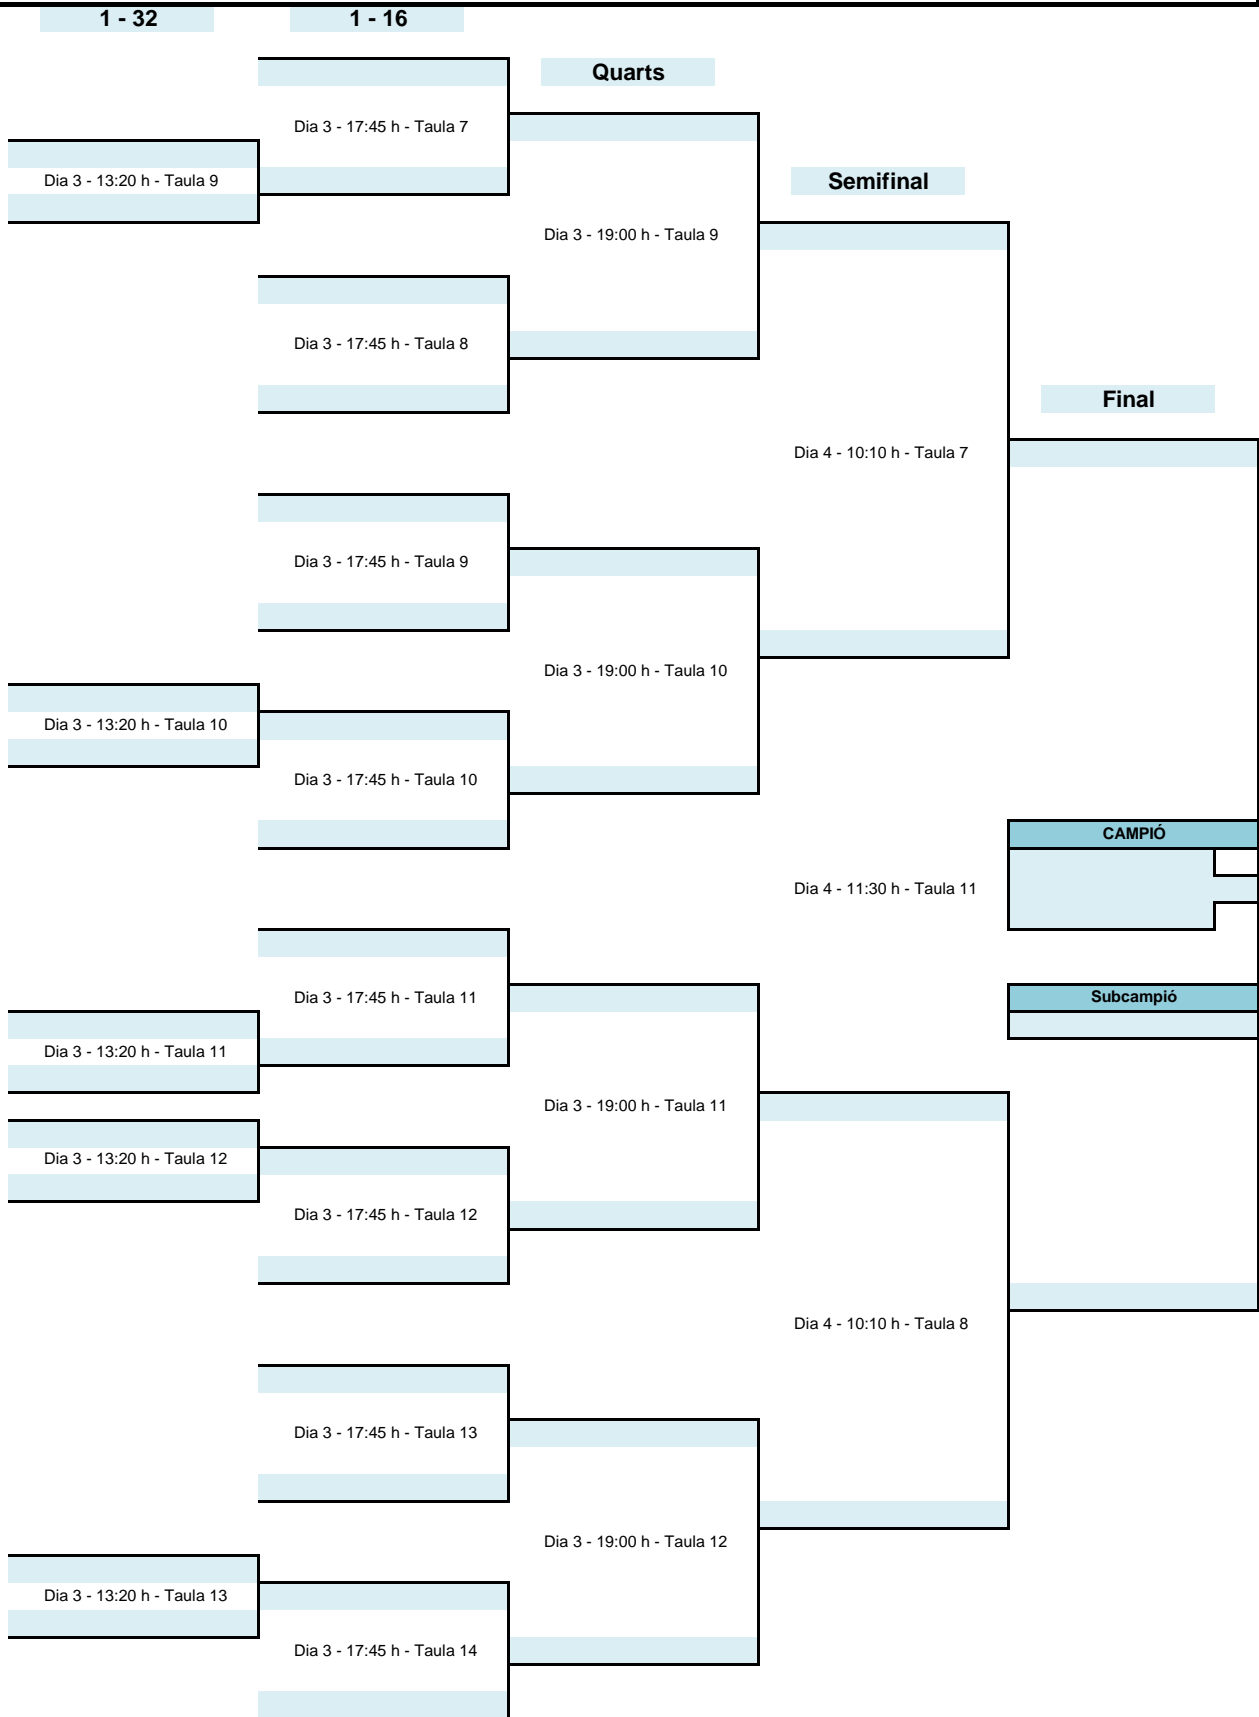 1 - 32
1 - 16
Quarts
Dia 3 - 17:45 h - Taula 7
Dia 3 - 13:20 h - Taula 9
Semifinal
Dia 3 - 19:00 h - Taula 9
Dia 3 - 17:45 h - Taula 8
Final
Dia 4 - 10:10 h - Taula 7
Dia 3 - 17:45 h - Taula 9
Dia 3 - 19:00 h - Taula 10
Dia 3 - 13:20 h - Taula 10
Dia 3 - 17:45 h - Taula 10
CAMPIÓ
Dia 4 - 11:30 h - Taula 11
Dia 3 - 17:45 h - Taula 11
Subcampió
Dia 3 - 13:20 h - Taula 11
Dia 3 - 19:00 h - Taula 11
Dia 3 - 13:20 h - Taula 12
Dia 3 - 17:45 h - Taula 12
Dia 4 - 10:10 h - Taula 8
Dia 3 - 17:45 h - Taula 13
Dia 3 - 19:00 h - Taula 12
Dia 3 - 13:20 h - Taula 13
Dia 3 - 17:45 h - Taula 14